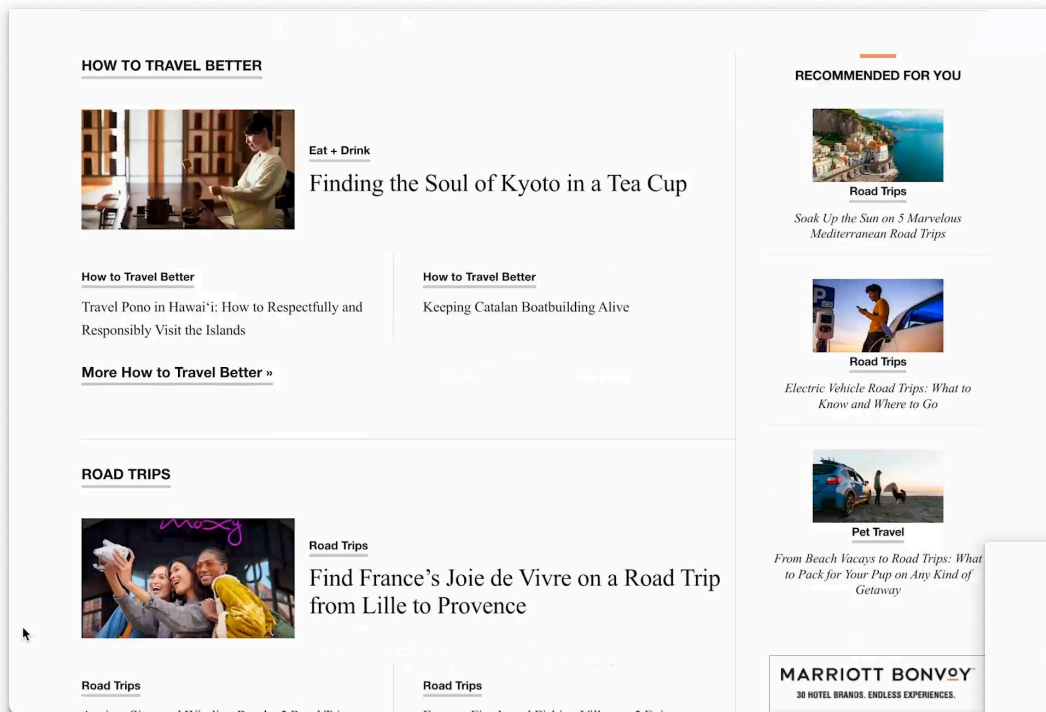 HOW TO TRAVEL BETTER
Eat + Drink
Finding the Soul of Kyoto in a Tea Cup
How to Travel Better
Travel Pono in Hawai‘i: How to Respectfully and
Responsibly Visit the Islands
How to Travel Better
Keeping Catalan Boatbuilding Alive
More How to Travel Better »
ROAD TRIPS
moxy
Road Trips
Find France’s Joie de Vivre on a Road Trip
from Lille to Provence
Road Trips
Road Trips
RECOMMENDED FOR YOU
Road Trips
Soak Up the Sun on 5 Marvelous
Mediterranean Road Trips
P
Road Trips
Electric Vehicle Road Trips: What to
Know and Where to Go
Pet Travel
From Beach Vacays to Road Trips: What
to Pack for Your Pup on Any Kind of
Getaway
MARRIOTT BONVOY
30 HOTEL BRANDS. ENDLESS EXPERIENCES.